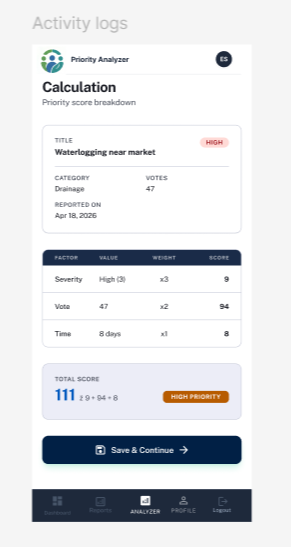 Activity logs
Priority Analyzer
ES
Calculation
Priority score breakdown
TITLE
HIGH
Waterlogging near market
CATEGORY VOTES
Drainage 47
REPORTED ON
Apr 18, 2026
FACTOR VALUE WEIGHT SCORE
Severity High (3) x3 9
Vote 47 x2 94
Time 8 days x1 8
TOTAL SCORE
111 ≥ 9 + 94 + 8
HIGH PRIORITY
Save & Continue →
Dashboard Reports ANALYZER PROFILE Logout